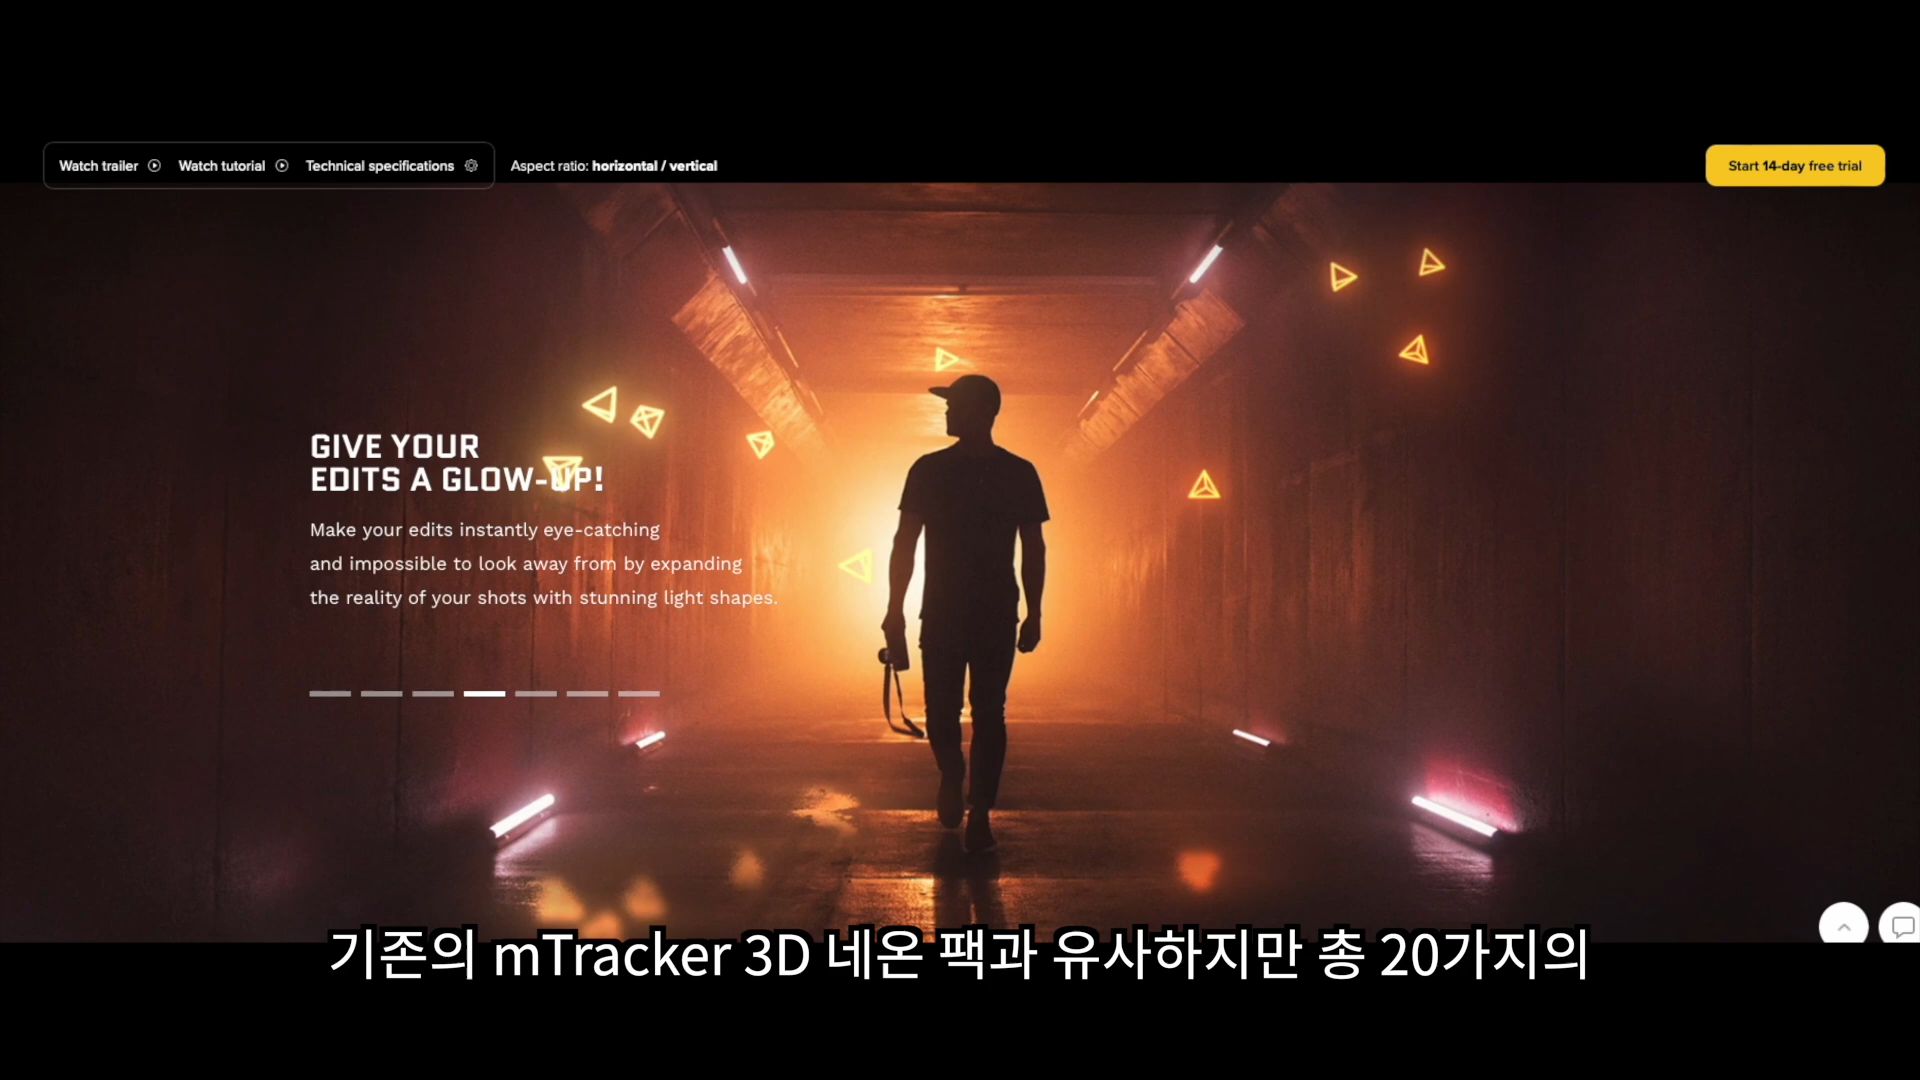 Watch trailer
Watch tutorial
Technical specifications
Aspect ratio: horizontal / vertical
Start 14-day free trial
GIVE YOUR
EDITS A GLOW-UP!
Make your edits instantly eye-catching
and impossible to look away from by expanding
the reality of your shots with stunning light shapes.
기존의 mTracker 3D 네온 팩과 유사하지만 총 20가지의